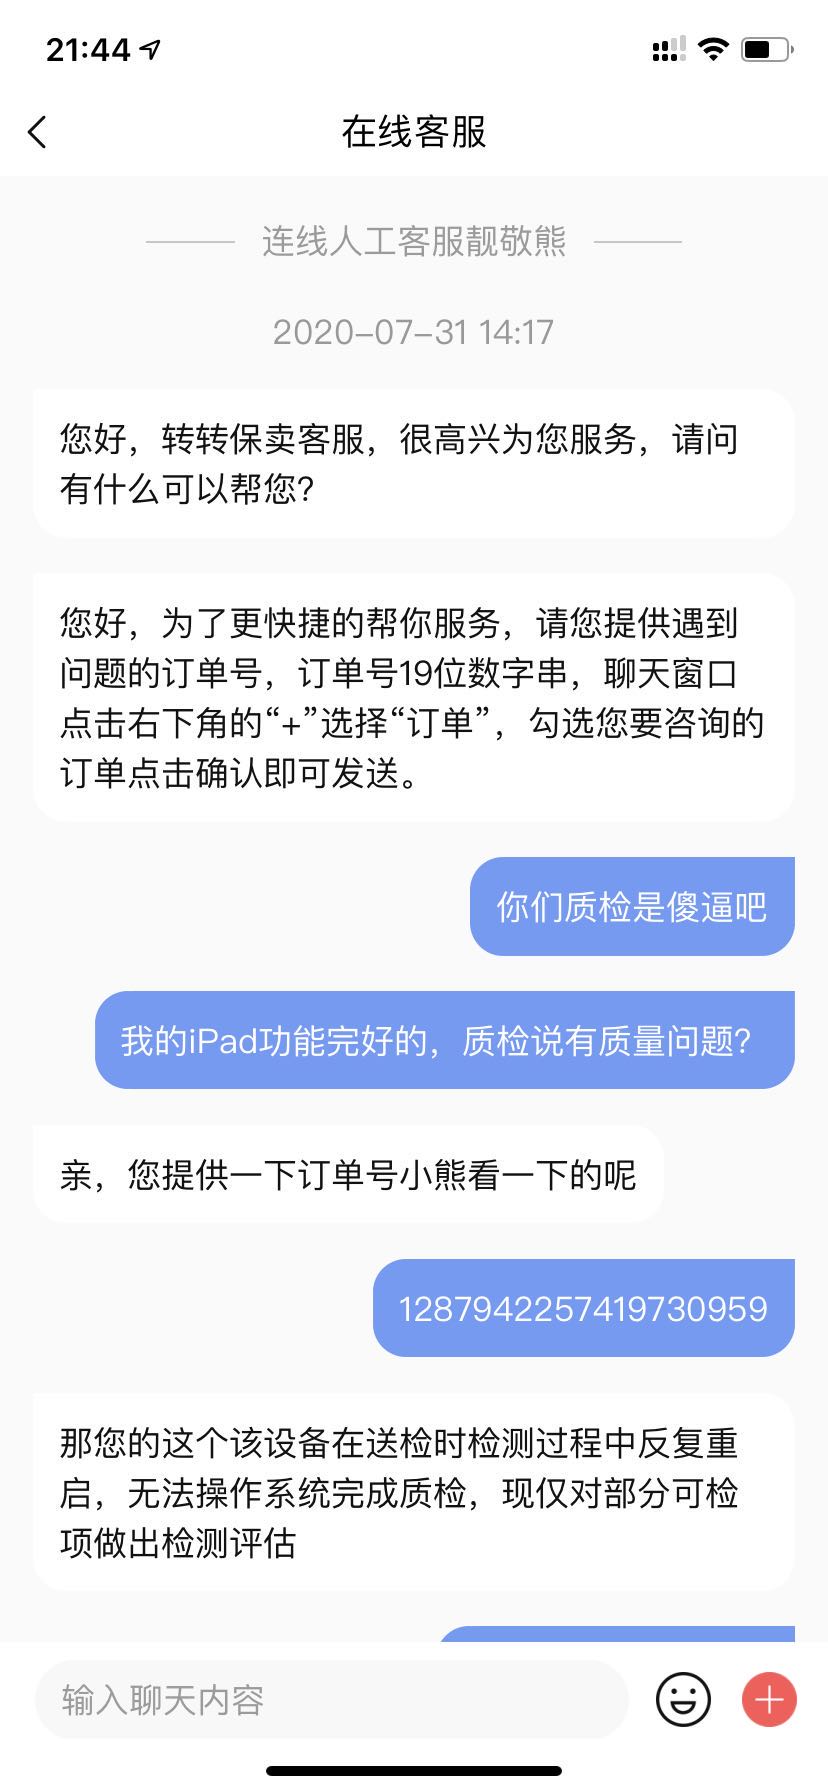 21:44
在线客服
连线人工客服靓敬熊
2020-07-31 14:17
您好，转转保卖客服，很高兴为您服务，请问
有什么可以帮您?
您好，为了更快捷的帮你服务，请您提供遇到
问题的订单号，订单号19位数字串，聊天窗口
点击右下角的“+”选择“订单”，勾选您要咨询的
订单点击确认即可发送。
你们质检是傻逼吧
我的iPad功能完好的，质检说有质量问题?
亲，您提供一下订单号小熊看一下的呢
1287942257419730959
那您的这个该设备在送检时检测过程中反复重
启，无法操作系统完成质检，现仅对部分可检
项做出检测评估
输入聊天内容